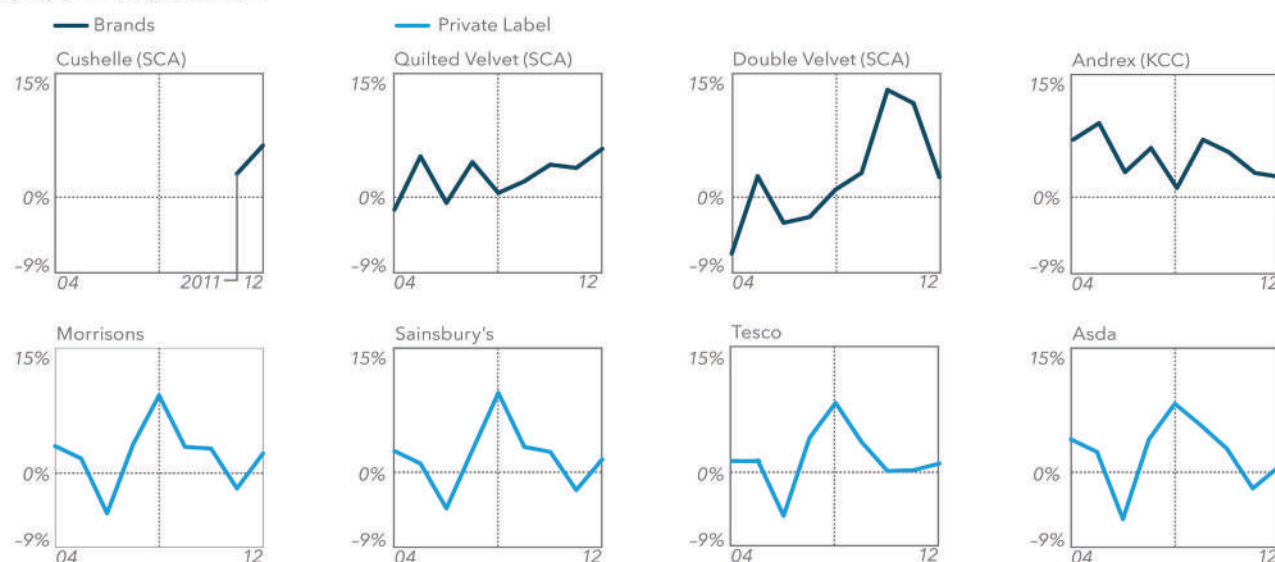 Brands Private Label
Cushelle (SCA) Quilted Velvet (SCA) Double Velvet (SCA) Andrex (KCC)
15% 15% 15% 15%
0% 0% 0% 0%
-9% -9% -9% -9%
04 2011 12 04 12 04 12 04 12
Morrisons Sainsbury's Tesco Asda
15% 15% 15% 15%
0% 0% 0% 0%
-9% -9% -9% -9%
04 12 04 12 04 12 04 12